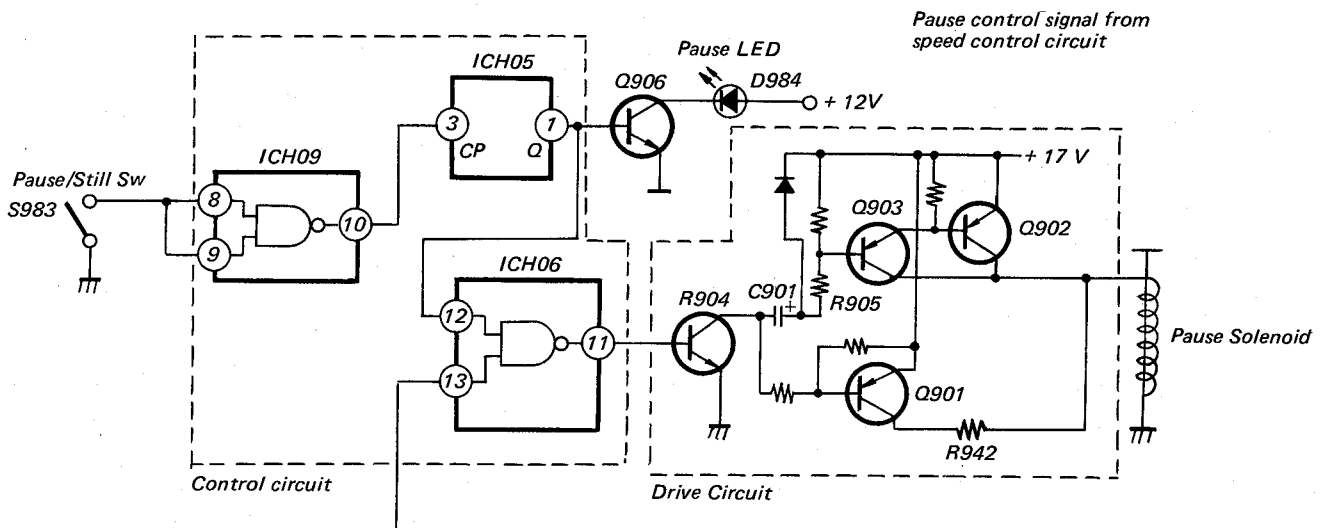 Pause control signal from
speed control circuit
Pause LED
ICH05
Q906
D984
+ 12V
3
1
CP
Q
ICH09
+ 17 V
Pause/Still Sw
S983
8
10
9
Q903
Q902
ICH06
R904
C901
+
R905
12
11
13
Pause Solenoid
Q901
R942
Control circuit
Drive Circuit